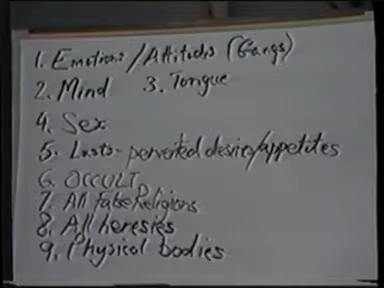 1. Emotions/Attituds (Gangs)
2. Mind 3. Tongue
4. Sex
5. Lusts - perverted desire/appetites
6. OCCULT
7. All False Religions
8. All heresies
9. Physical bodies